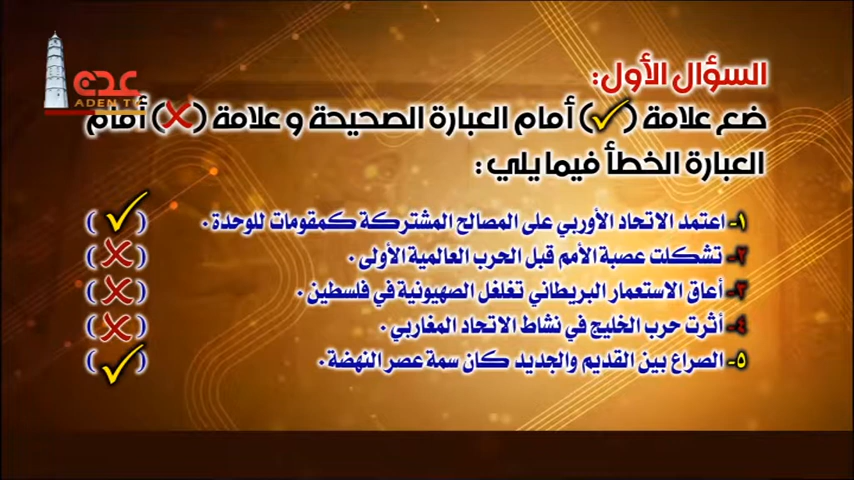 عدن
ADEN TV
السؤال الأول:
ضع علامة (✓) أمام العبارة الصحيحة و علامة (✗) أمام
العبارة الخطأ فيما يلي :
١- اعتمد الاتحاد الأوربي على المصالح المشتركة كمقومات للوحدة . (✓)
٢- تشكلت عصبة الأمم قبل الحرب العالمية الأولى . (✗)
٣- أعاق الاستعمار البريطاني تغلغل الصهيونية في فلسطين . (✗)
٤- أثرت حرب الخليج في نشاط الاتحاد المغاربي . (✗)
٥- الصراع بين القديم والجديد كان سمة عصر النهضة . (✓)